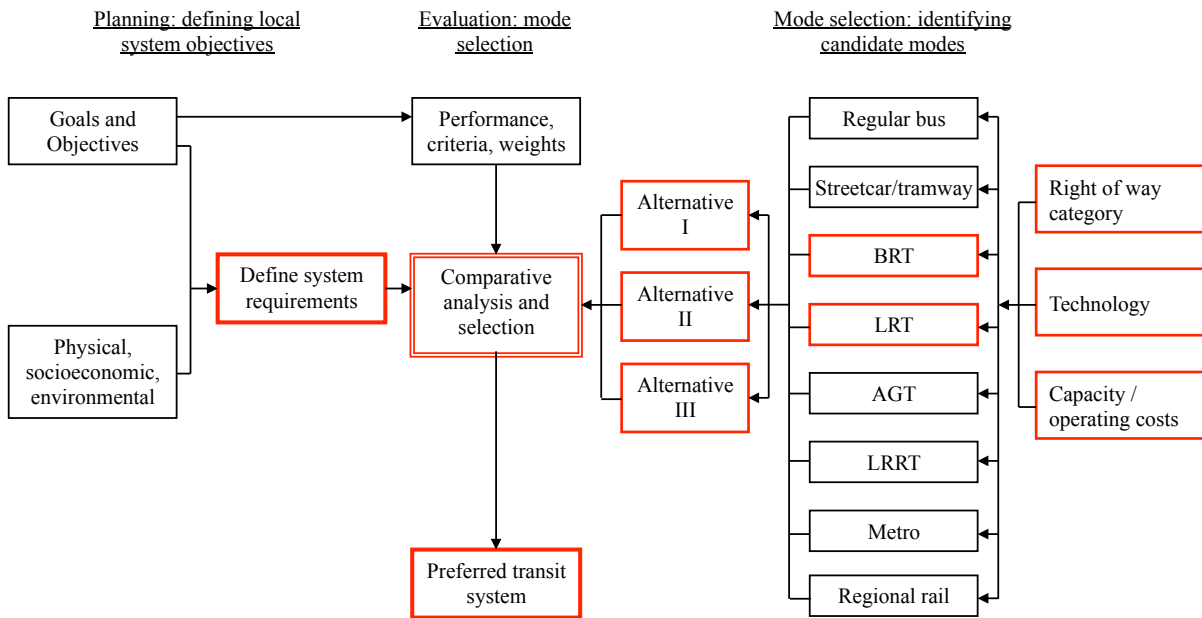 Planning: defining local
system objectives
Evaluation: mode
selection
Mode selection: identifying
candidate modes
Goals and
Objectives
Physical,
socioeconomic,
environmental
Define system
requirements
Performance,
criteria, weights
Comparative
analysis and
selection
Preferred transit
system
Alternative
I
Alternative
II
Alternative
III
Regular bus
Streetcar/tramway
BRT
LRT
AGT
LRRT
Metro
Regional rail
Right of way
category
Technology
Capacity /
operating costs